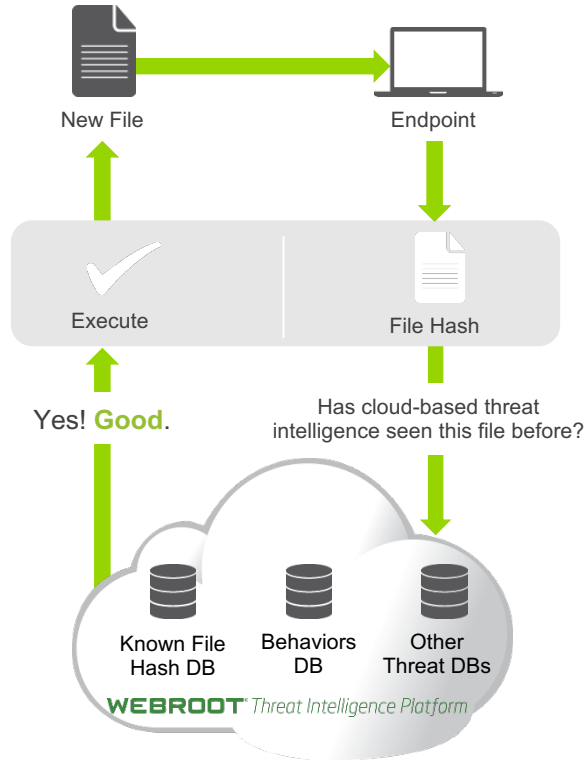 New File
Endpoint
Execute
File Hash
Yes! Good.
Has cloud-based threat
intelligence seen this file before?
Known File
Hash DB
Behaviors
DB
Other
Threat DBs
WEBROOT® Threat Intelligence Platform